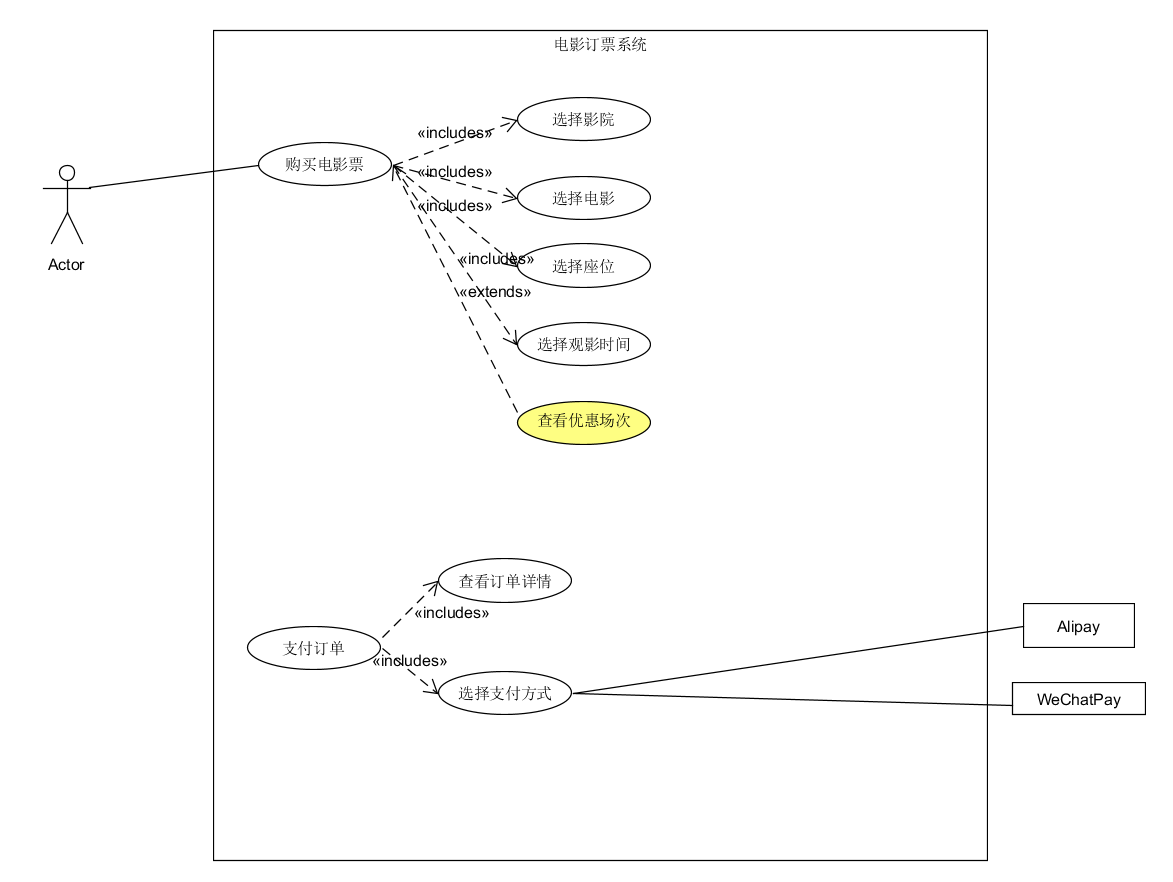 电影订票系统
选择影院
«includes»
购买电影票
«includes»
选择电影
«includes»
Actor
«includes»
选择座位
«extends»
选择观影时间
查看优惠场次
查看订单详情
«includes»
Alipay
支付订单
«includes»
选择支付方式
WeChatPay